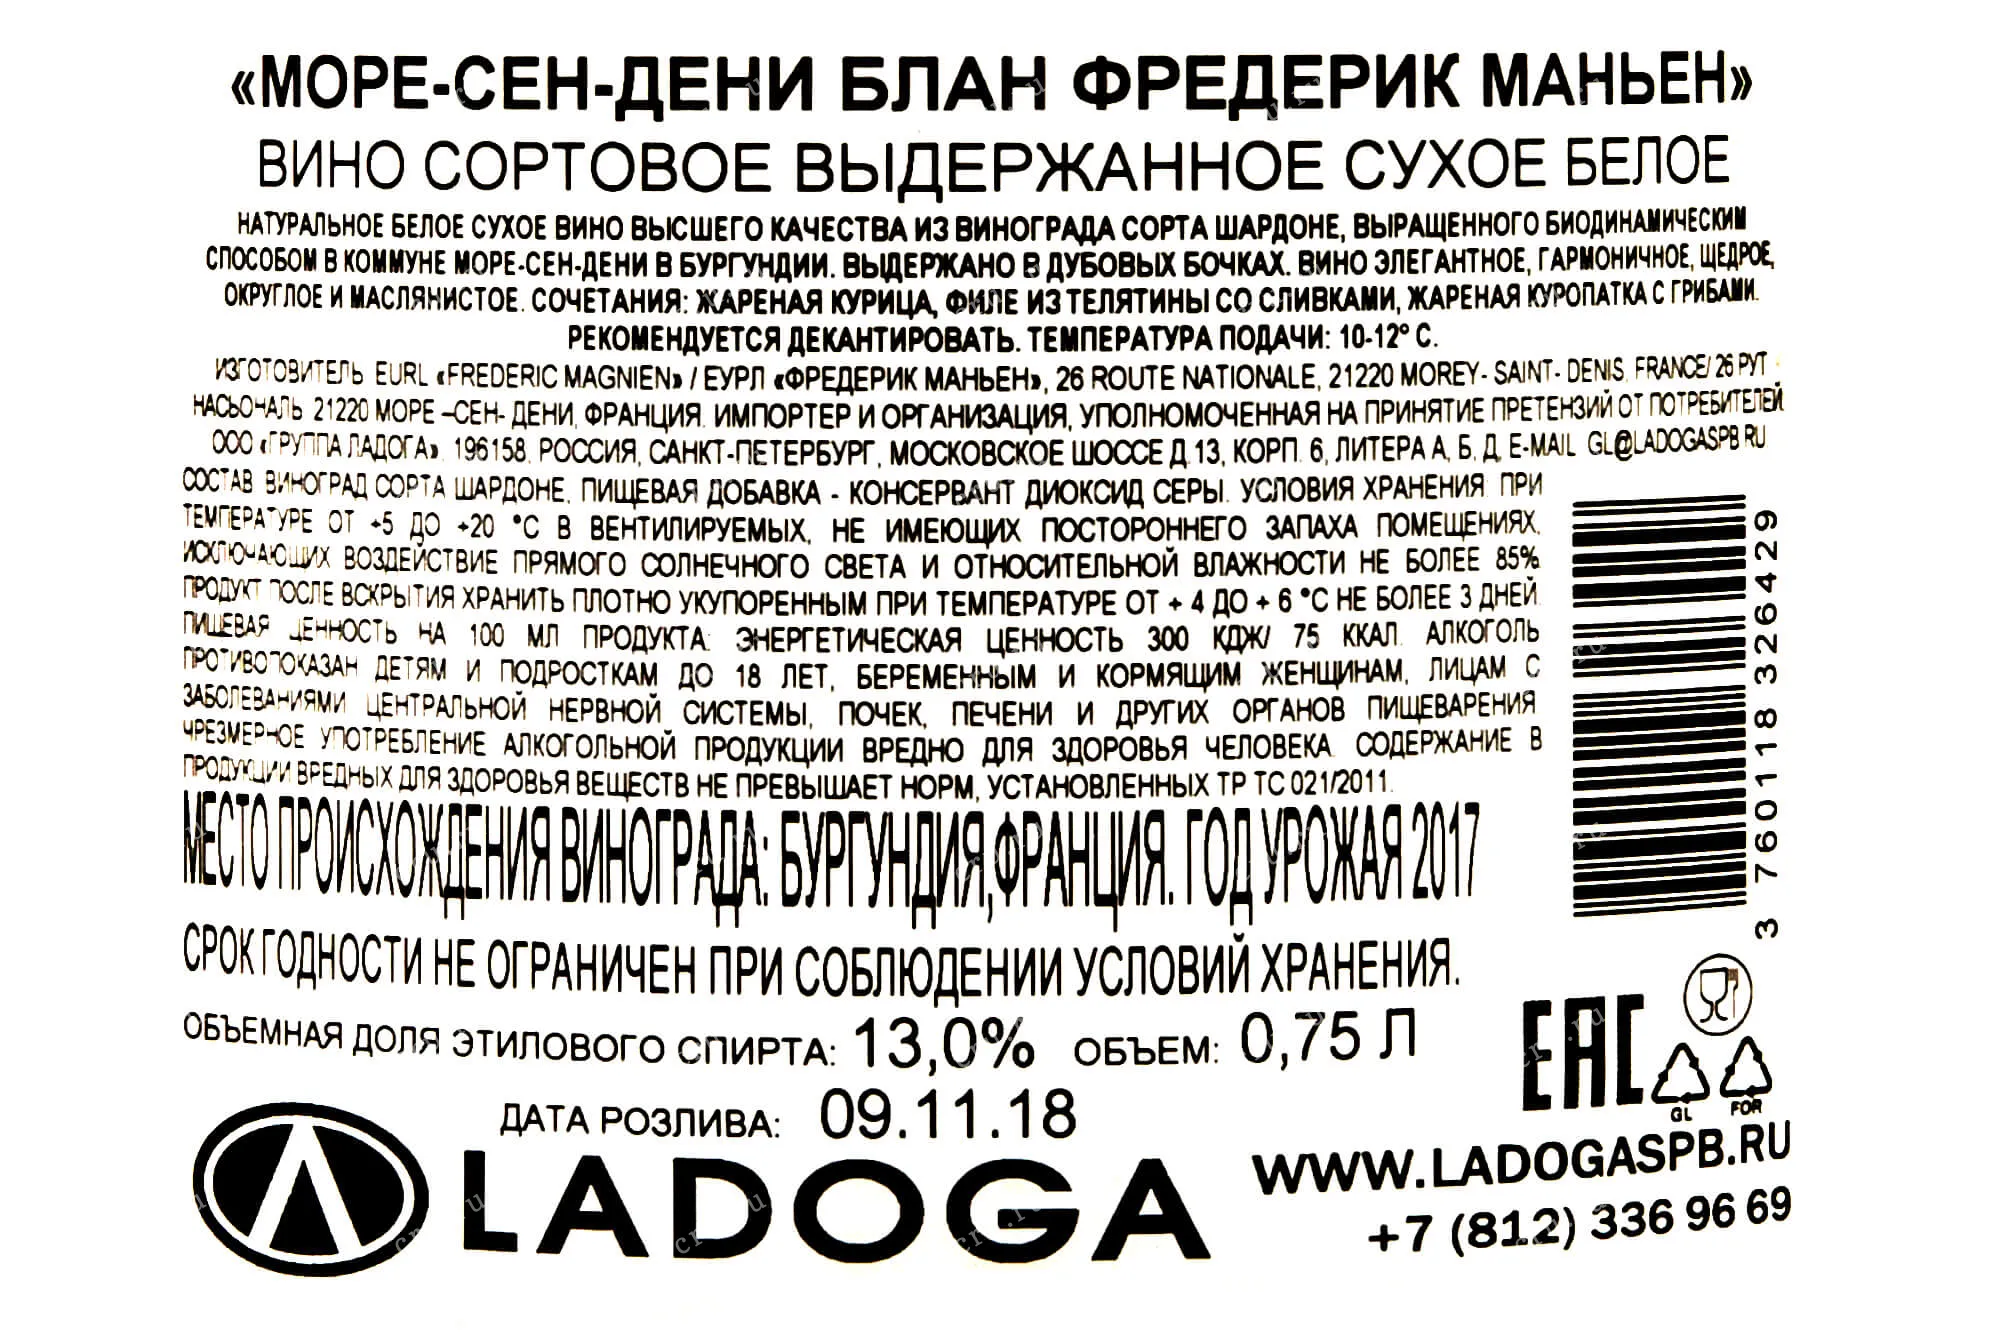 «МОРЕ-СЕН-ДЕНИ БЛАН ФРЕДЕРИК МАНЬЕН»
ВИНО СОРТОВОЕ ВЫДЕРЖАННОЕ СУХОЕ БЕЛОЕ
НАТУРАЛЬНОЕ БЕЛОЕ СУХОЕ ВИНО ВЫСШЕГО КАЧЕСТВА ИЗ ВИНОГРАДА СОРТА ШАРДОНЕ, ВЫРАЩЕННОГО БИОДИНАМИЧЕСКИМ
СПОСОБОМ В КОММУНЕ МОРЕ-СЕН-ДЕНИ В БУРГУНДИИ. ВЫДЕРЖАНО В ДУБОВЫХ БОЧКАХ. ВИНО ЭЛЕГАНТНОЕ, ГАРМОНИЧНОЕ, ЩЕДРОЕ,
ОКРУГЛОЕ И МАСЛЯНИСТОЕ. СОЧЕТАНИЯ: ЖАРЕНАЯ КУРИЦА, ФИЛЕ ИЗ ТЕЛЯТИНЫ СО СЛИВКАМИ, ЖАРЕНАЯ КУРОПАТКА С ГРИБАМИ.
РЕКОМЕНДУЕТСЯ ДЕКАНТИРОВАТЬ. ТЕМПЕРАТУРА ПОДАЧИ: 10-12° С.
ИЗГОТОВИТЕЛЬ EURL «FREDERIC MAGNIEN» / ЕУРЛ «ФРЕДЕРИК МАНЬЕН», 26 ROUTE NATIONALE, 21220 MOREY- SAINT- DENIS, FRANCE/ 26 РУТ
НАСЬОНАЛЬ 21220 МОРЕ –СЕН- ДЕНИ, ФРАНЦИЯ. ИМПОРТЕР И ОРГАНИЗАЦИЯ, УПОЛНОМОЧЕННАЯ НА ПРИНЯТИЕ ПРЕТЕНЗИЙ ОТ ПОТРЕБИТЕЛЕЙ
ООО «ГРУППА ЛАДОГА». 196158, РОССИЯ, САНКТ-ПЕТЕРБУРГ, МОСКОВСКОЕ ШОССЕ Д.13, КОРП. 6, ЛИТЕРА А, Б, Д, E-MAIL GL@LADOGASPB.RU
СОСТАВ: ВИНОГРАД СОРТА ШАРДОНЕ, ПИЩЕВАЯ ДОБАВКА - КОНСЕРВАНТ ДИОКСИД СЕРЫ. УСЛОВИЯ ХРАНЕНИЯ: ПРИ
ТЕМПЕРАТУРЕ ОТ +5 ДО +20 °С В ВЕНТИЛИРУЕМЫХ, НЕ ИМЕЮЩИХ ПОСТОРОННЕГО ЗАПАХА ПОМЕЩЕНИЯХ,
ИСКЛЮЧАЮЩИХ ВОЗДЕЙСТВИЕ ПРЯМОГО СОЛНЕЧНОГО СВЕТА И ОТНОСИТЕЛЬНОЙ ВЛАЖНОСТИ НЕ БОЛЕЕ 85%
ПРОДУКТ ПОСЛЕ ВСКРЫТИЯ ХРАНИТЬ ПЛОТНО УКУПОРЕННЫМ ПРИ ТЕМПЕРАТУРЕ ОТ + 4 ДО + 6 °С НЕ БОЛЕЕ 3 ДНЕЙ.
ПИЩЕВАЯ ЦЕННОСТЬ НА 100 МЛ ПРОДУКТА: ЭНЕРГЕТИЧЕСКАЯ ЦЕННОСТЬ 300 КДЖ/ 75 ККАЛ. АЛКОГОЛЬ
ПРОТИВОПОКАЗАН ДЕТЯМ И ПОДРОСТКАМ ДО 18 ЛЕТ, БЕРЕМЕННЫМ И КОРМЯЩИМ ЖЕНЩИНАМ, ЛИЦАМ С
ЗАБОЛЕВАНИЯМИ ЦЕНТРАЛЬНОЙ НЕРВНОЙ СИСТЕМЫ, ПОЧЕК, ПЕЧЕНИ И ДРУГИХ ОРГАНОВ ПИЩЕВАРЕНИЯ
ЧРЕЗМЕРНОЕ УПОТРЕБЛЕНИЕ АЛКОГОЛЬНОЙ ПРОДУКЦИИ ВРЕДНО ДЛЯ ЗДОРОВЬЯ ЧЕЛОВЕКА. СОДЕРЖАНИЕ В
ПРОДУКЦИИ ВРЕДНЫХ ДЛЯ ЗДОРОВЬЯ ВЕЩЕСТВ НЕ ПРЕВЫШАЕТ НОРМ, УСТАНОВЛЕННЫХ ТР ТС 021/2011.
МЕСТО ПРОИСХОЖДЕНИЯ ВИНОГРАДА: БУРГУНДИЯ,ФРАНЦИЯ. ГОД УРОЖАЯ 2017
СРОК ГОДНОСТИ НЕ ОГРАНИЧЕН ПРИ СОБЛЮДЕНИИ УСЛОВИЙ ХРАНЕНИЯ.
ОБЪЕМНАЯ ДОЛЯ ЭТИЛОВОГО СПИРТА: 13,0% ОБЪЕМ: 0,75 Л
ДАТА РОЗЛИВА: 09.11.18
LADOGA
3 760118 326429
EAC
GL
FOR
WWW.LADOGASPB.RU
+7 (812) 336 96 69